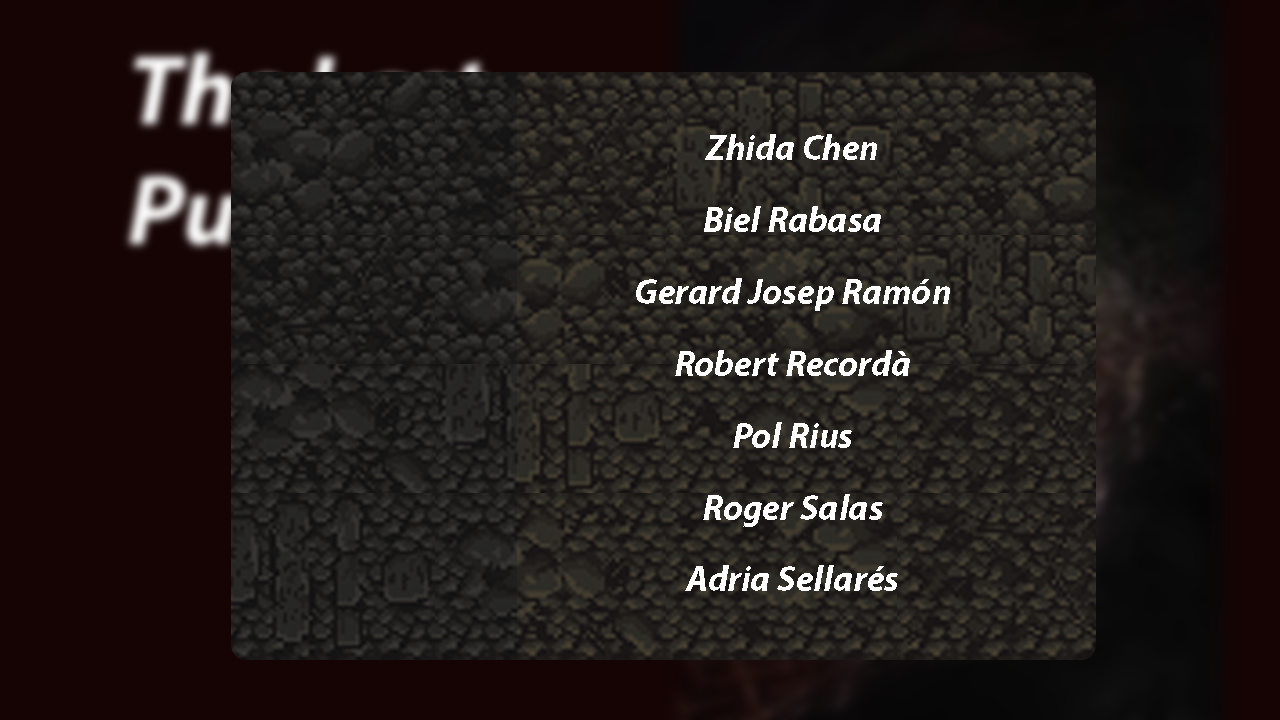 Zhida Chen
Biel Rabasa
Gerard Josep Ramón
Robert Recordà
Pol Rius
Roger Salas
Adria Sellarés